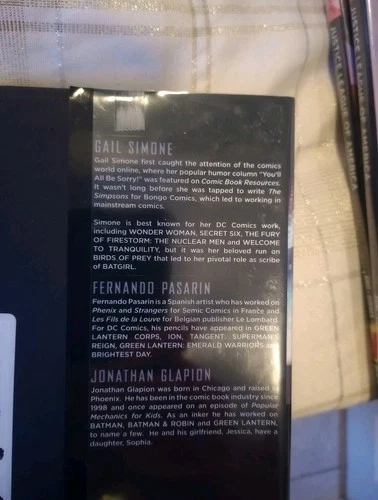 GAIL SIMONE
Gail Simone first caught the attention of the comics
world online, where her popular humor column "You'll
All Be Sorry!" was featured on Comic Book Resources.
It wasn't long before she was tapped to write The
Simpsons for Bongo Comics, which led to working in
mainstream comics.
Simone is best known for her DC Comics work,
including WONDER WOMAN, SECRET SIX, THE FURY
OF FIRESTORM: THE NUCLEAR MEN and WELCOME
TO TRANQUILITY, but it was her beloved run on
BIRDS OF PREY that led to her pivotal role as scribe
of BATGIRL.
FERNANDO PASARIN
Fernando Pasarin is a Spanish artist who has worked on
Phenix and Strangers for Semic Comics in France and
Les Fils de la Louve for Belgian publisher Le Lombard.
For DC Comics, his pencils have appeared in GREEN
LANTERN CORPS, ION, TANGENT: SUPERMAN'S
REIGN, GREEN LANTERN: EMERALD WARRIORS and
BRIGHTEST DAY.
JONATHAN GLAPION
Jonathan Glapion was born in Chicago and raised in
Phoenix. He has been in the comic book industry since
1998 and once appeared on an episode of Popular
Mechanics for Kids. As an inker he has worked on
BATMAN, BATMAN & ROBIN and GREEN LANTERN,
to name a few. He and his girlfriend, Jessica, have a
daughter, Sophia.
JUSTICE LEAGUE OF AMERIC
JUSTICE LEAGUE OF AMERICA